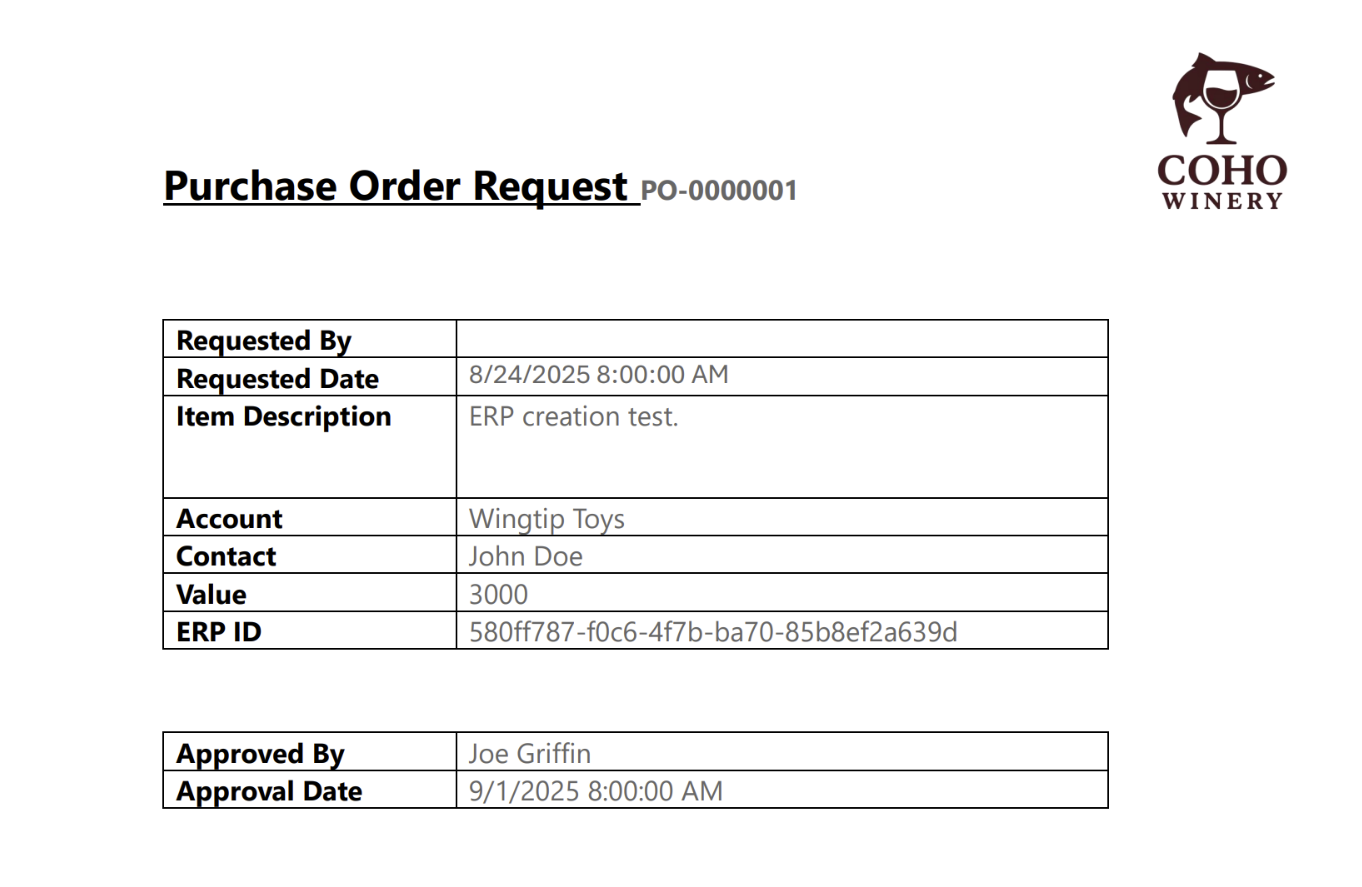 COHO
WINERY
Purchase Order Request PO-0000001
Requested By
Requested Date 8/24/2025 8:00:00 AM
Item Description ERP creation test.
Account Wingtip Toys
Contact John Doe
Value 3000
ERP ID 580ff787-f0c6-4f7b-ba70-85b8ef2a639d
Approved By Joe Griffin
Approval Date 9/1/2025 8:00:00 AM